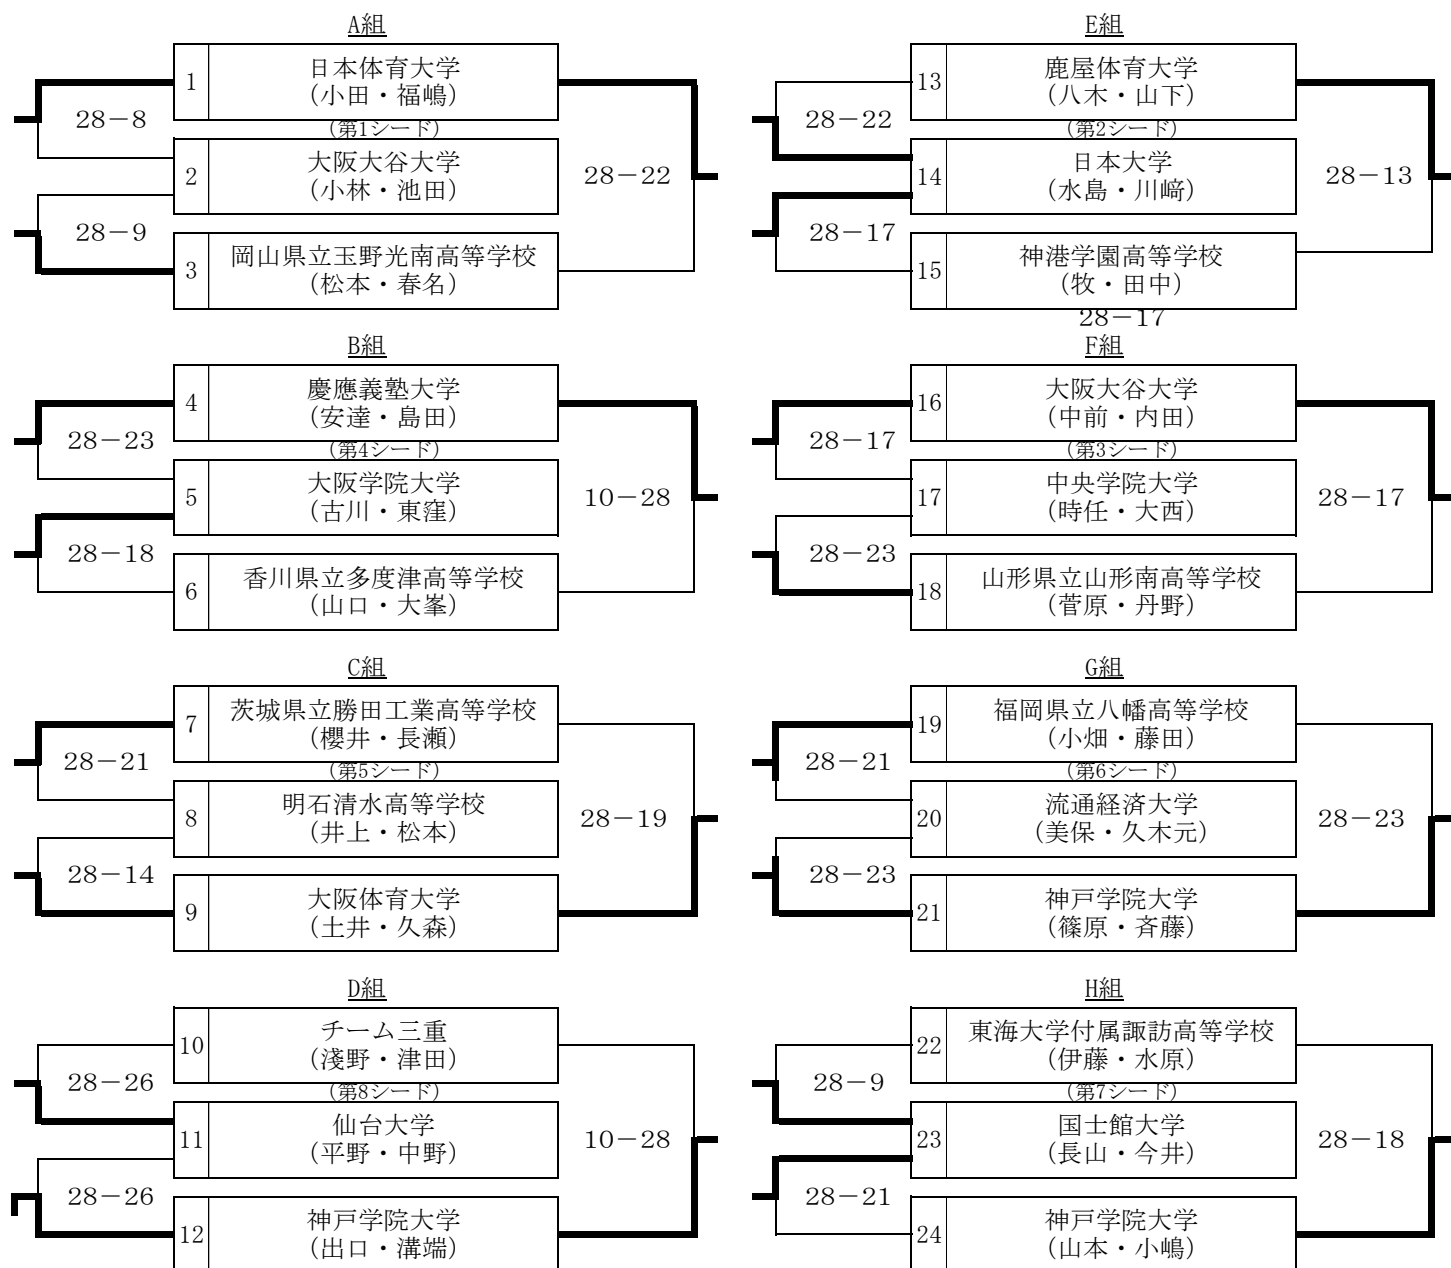 A組
1
日本体育大学
（小田・福嶋）
（第1シード）
2
大阪大谷大学
（小林・池田）
3
岡山県立玉野光南高等学校
（松本・春名）
28－8
28－9
28－22
B組
4
慶應義塾大学
（安達・島田）
（第4シード）
5
大阪学院大学
（古川・東窪）
6
香川県立多度津高等学校
（山口・大峯）
28－23
28－18
10－28
C組
7
茨城県立勝田工業高等学校
（櫻井・長瀬）
（第5シード）
8
明石清水高等学校
（井上・松本）
9
大阪体育大学
（土井・久森）
28－21
28－14
28－19
D組
10
チーム三重
（淺野・津田）
（第8シード）
11
仙台大学
（平野・中野）
12
神戸学院大学
（出口・溝端）
28－26
28－26
10－28
E組
13
鹿屋体育大学
（八木・山下）
（第2シード）
14
日本大学
（水島・川﨑）
15
神港学園高等学校
（牧・田中）
28－22
28－17
28－13
28－17
F組
16
大阪大谷大学
（中前・内田）
（第3シード）
17
中央学院大学
（時任・大西）
18
山形県立山形南高等学校
（菅原・丹野）
28－17
28－23
28－17
G組
19
福岡県立八幡高等学校
（小畑・藤田）
（第6シード）
20
流通経済大学
（美保・久木元）
21
神戸学院大学
（篠原・斉藤）
28－21
28－23
28－23
H組
22
東海大学付属諏訪高等学校
（伊藤・水原）
（第7シード）
23
国士館大学
（長山・今井）
24
神戸学院大学
（山本・小嶋）
28－9
28－21
28－18